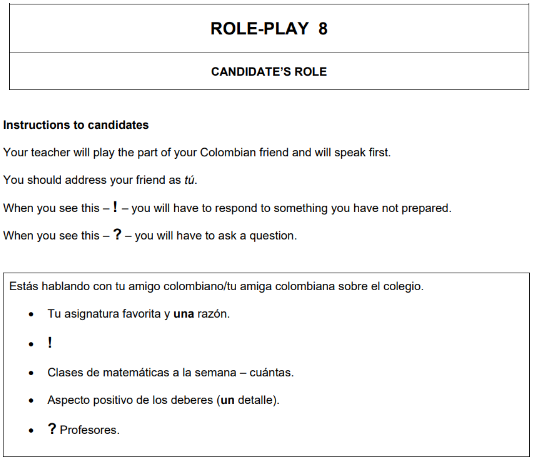 ROLE-PLAY 8
CANDIDATE'S ROLE
Instructions to candidates
Your teacher will play the part of your Colombian friend and will speak first.
You should address your friend as tú.
When you see this – ! – you will have to respond to something you have not prepared.
When you see this – ? – you will have to ask a question.
Estás hablando con tu amigo colombiano/tu amiga colombiana sobre el colegio.
• Tu asignatura favorita y una razón.
• !
• Clases de matemáticas a la semana – cuántas.
• Aspecto positivo de los deberes (un detalle).
• ? Profesores.